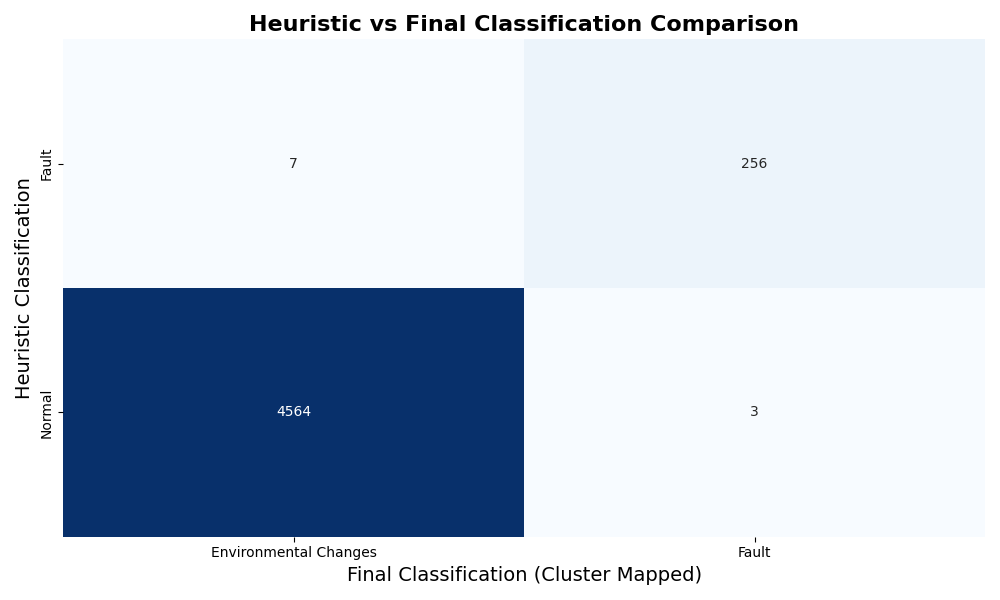 Heuristic vs Final Classification Comparison
Heuristic Classification
Fault
7
256
Normal
4564
3
Environmental Changes
Fault
Final Classification (Cluster Mapped)